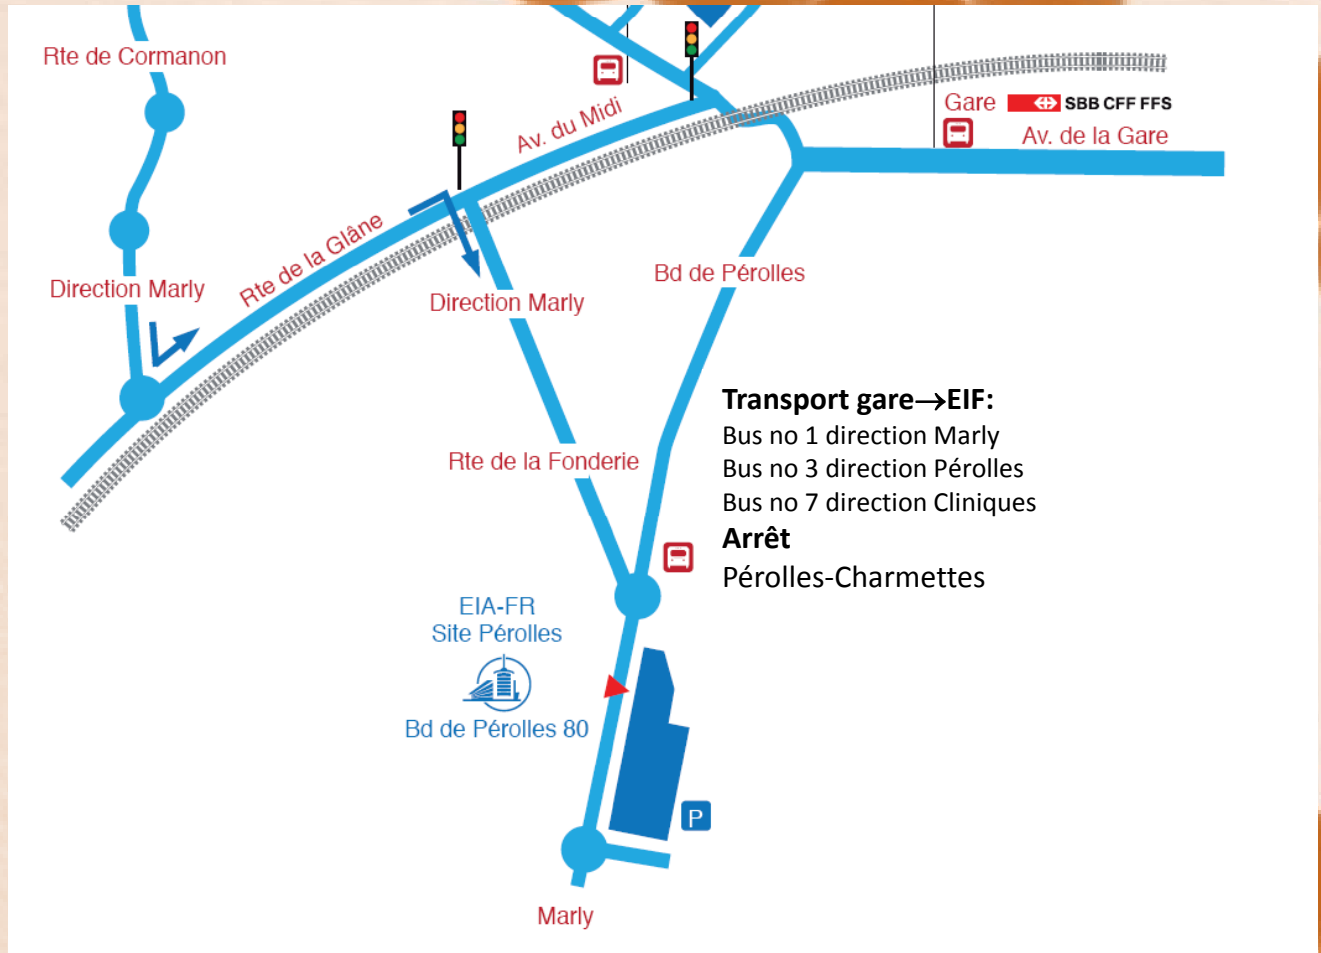 Rte de Cormanon
Gare SBB CFF FFS
Av. du Midi
Av. de la Gare
Rte de la Glâne
Bd de Pérolles
Direction Marly
Direction Marly
Transport gare→EIF:
Bus no 1 direction Marly
Bus no 3 direction Pérolles
Bus no 7 direction Cliniques
Arrêt
Pérolles-Charmettes
Rte de la Fonderie
EIA-FR
Site Pérolles
Bd de Pérolles 80
P
Marly